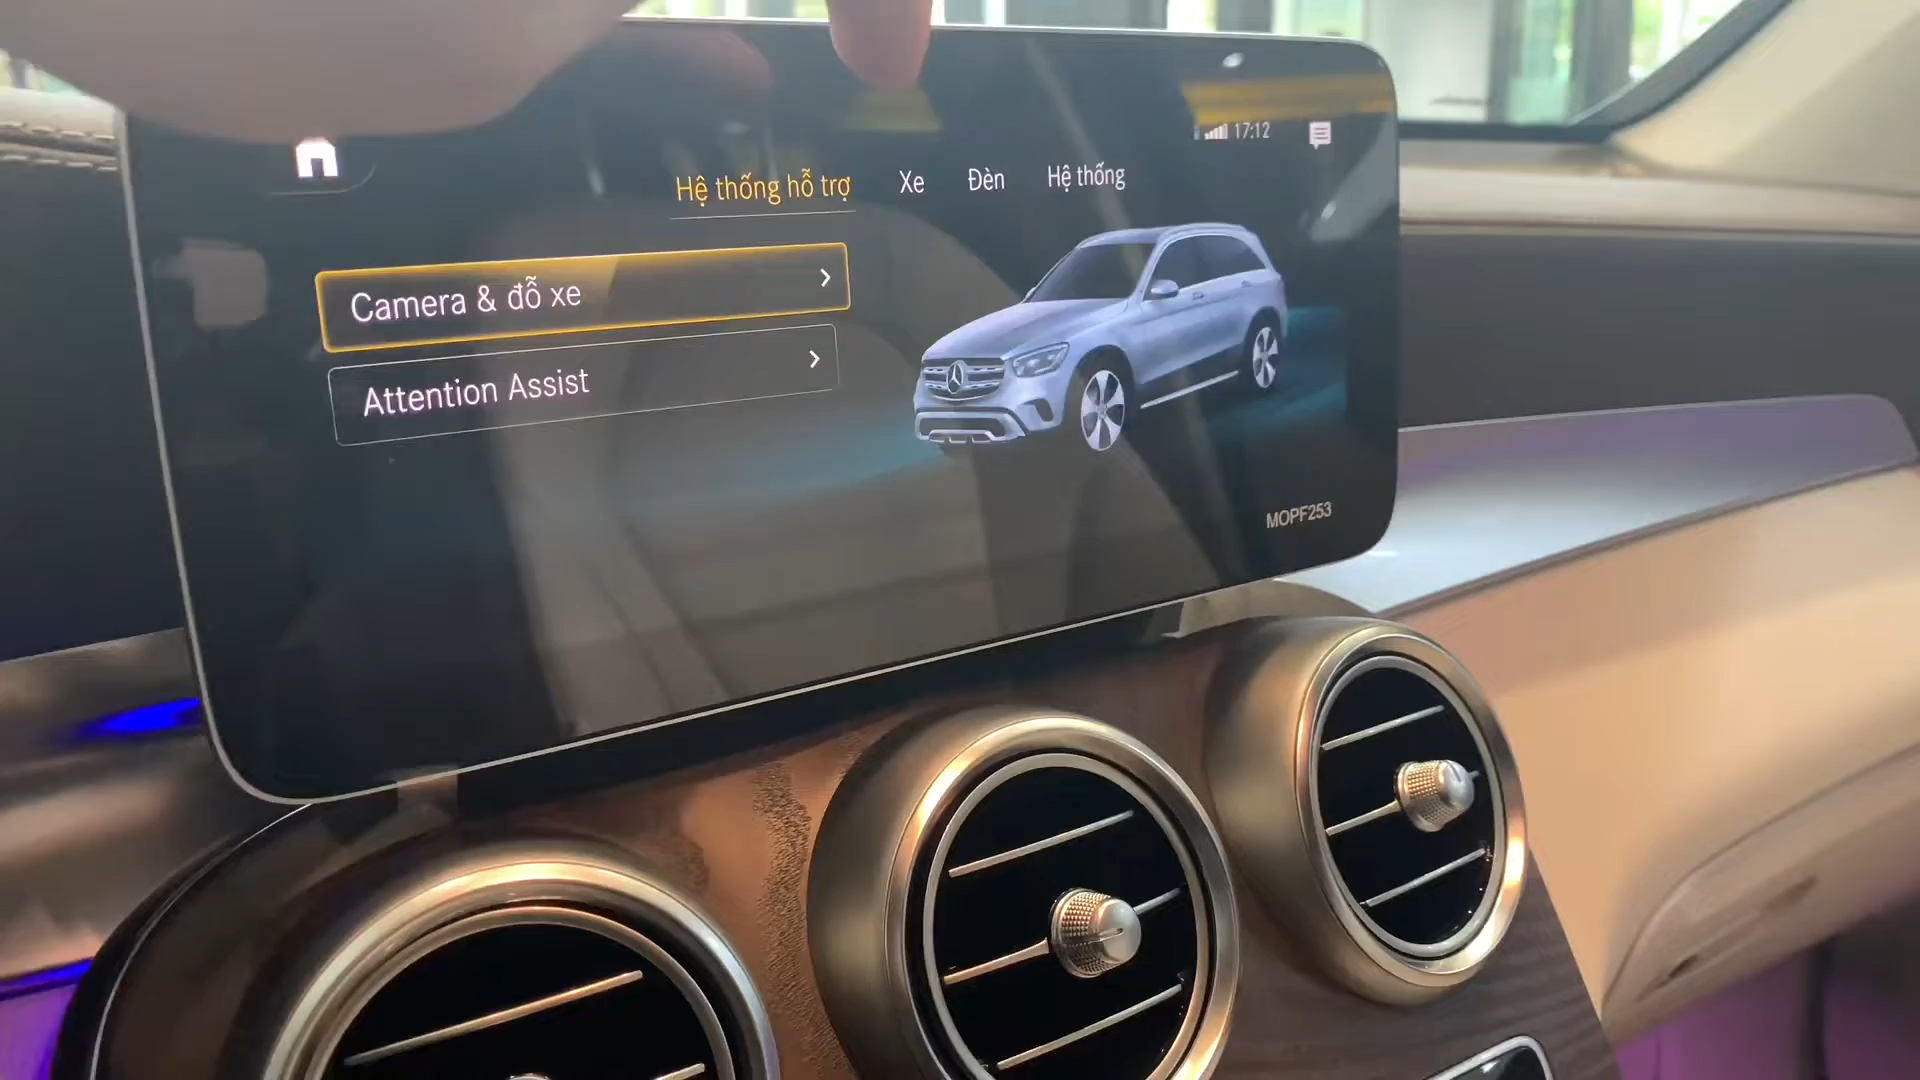 17:12
Hệ thống hỗ trợ Xe Đèn Hệ thống
Camera & đỗ xe
Attention Assist
MOPF253